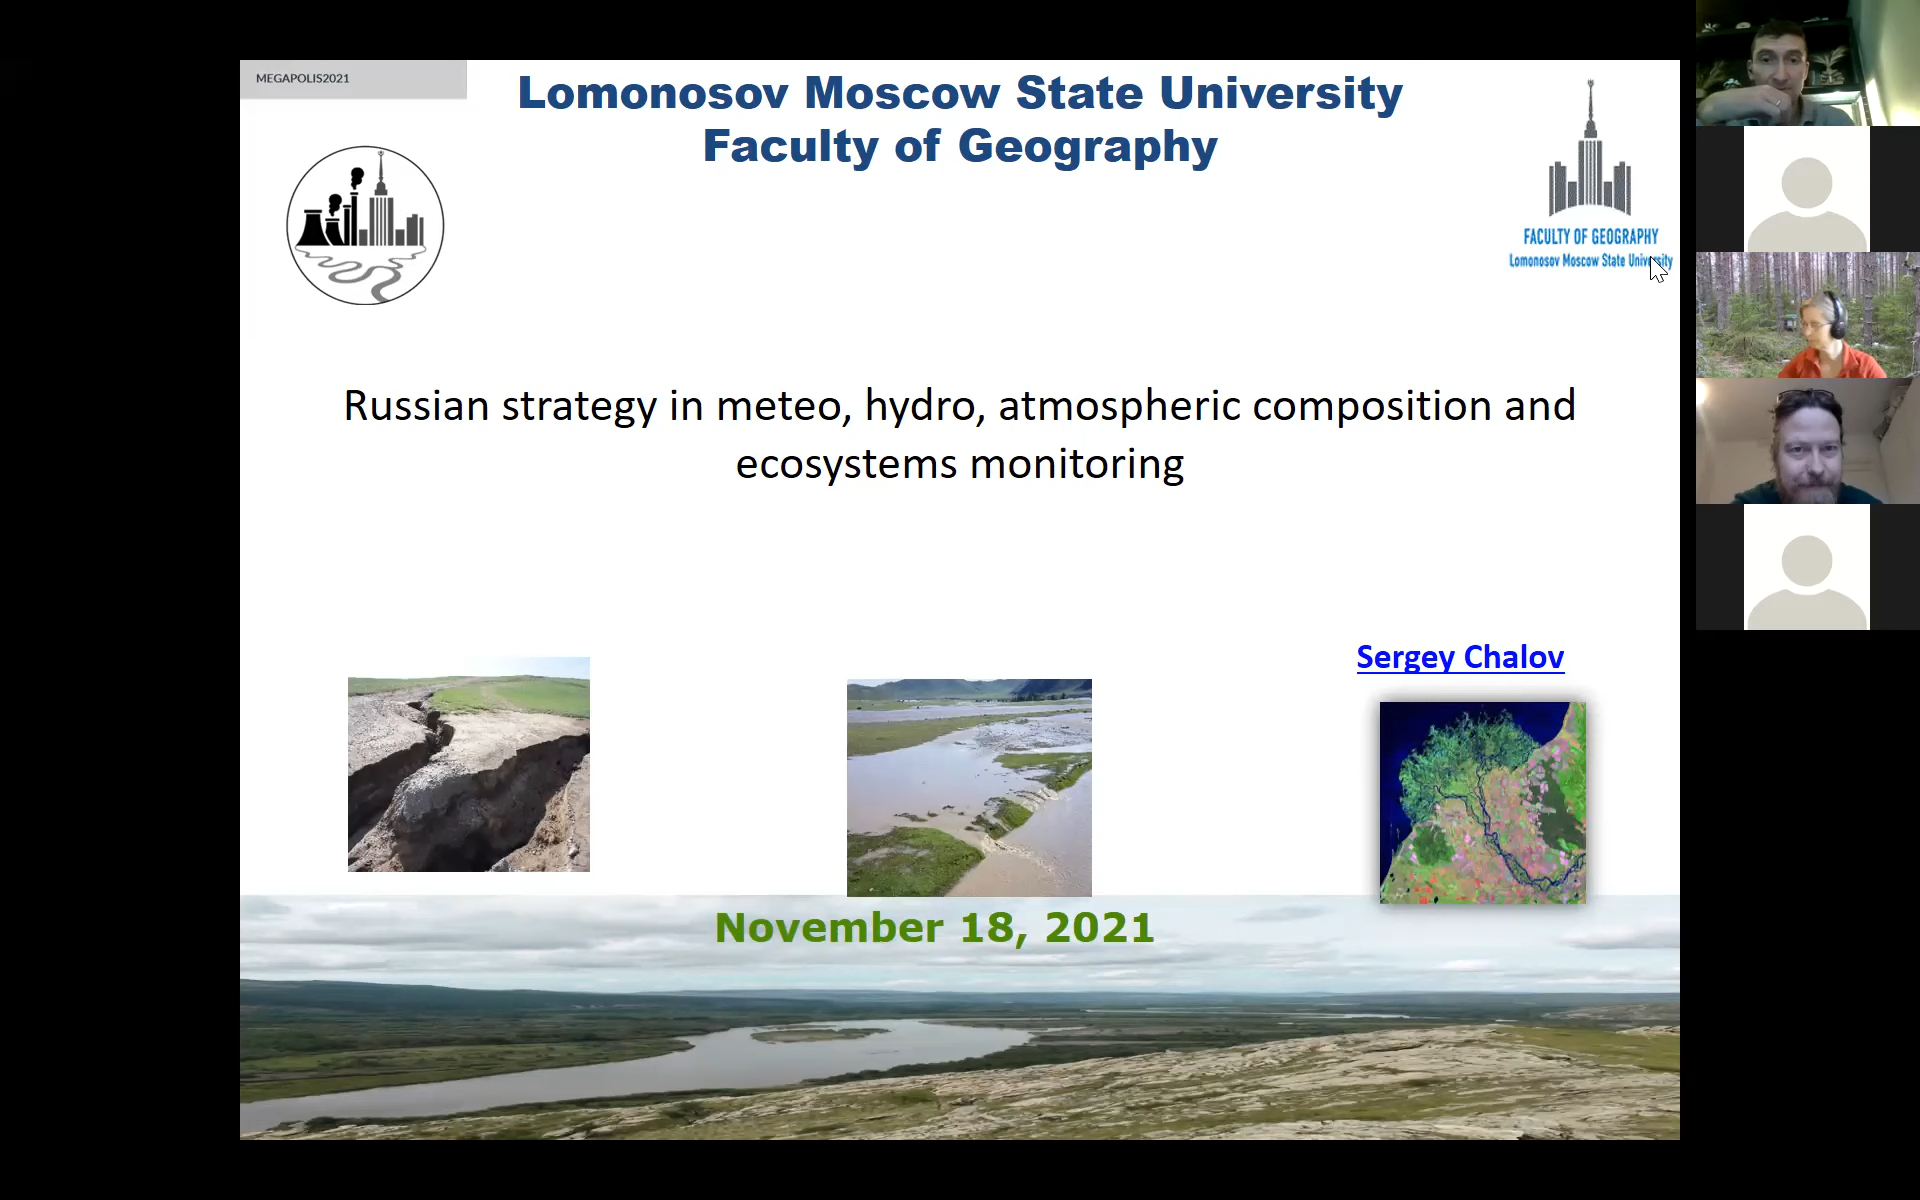 MEGAPOLIS2021
Lomonosov Moscow State University
Faculty of Geography
FACULTY OF GEOGRAPHY
Lomonosov Moscow State University
Russian strategy in meteo, hydro, atmospheric composition and
ecosystems monitoring
Sergey Chalov
November 18, 2021